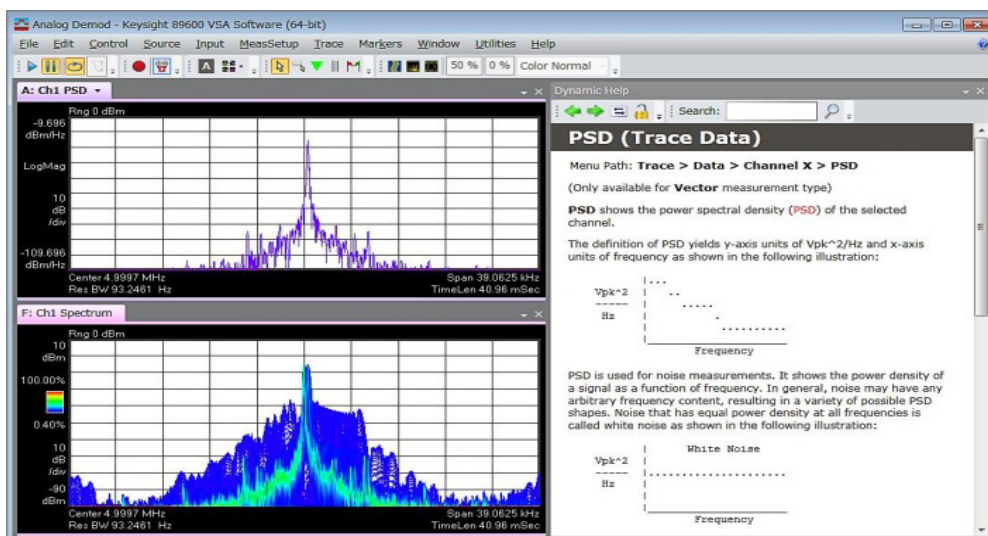 Analog Demod - Keysight 89600 VSA Software (64-bit)
File Edit Control Source Input MeasSetup Trace Markers Window Utilities Help
50 % 0 % Color Normal
A: Ch1 PSD
Rng 0 dBm
-9.696
dBm/Hz
LogMag
10
dB
/div
-109.696
dBm/Hz
Center 4.9997 MHz Span 39.0625 kHz
Res BW 93.2461 Hz TimeLen 40.96 mSec
F: Ch1 Spectrum
Rng 0 dBm
10
dBm
100.00%
0.40%
10
dB
/div
-90
dBm
Center 4.9997 MHz Span 39.0625 kHz
Res BW 93.2461 Hz TimeLen 40.96 mSec
Dynamic Help
Search:
PSD (Trace Data)
Menu Path: Trace > Data > Channel X > PSD
(Only available for Vector measurement type)
PSD shows the power spectral density (PSD) of the selected
channel.
The definition of PSD yields y-axis units of Vpk^2/Hz and x-axis
units of frequency as shown in the following illustration:
Vpk^2
Hz
Frequency
PSD is used for noise measurements. It shows the power density of
a signal as a function of frequency. In general, noise may have any
arbitrary frequency content, resulting in a variety of possible PSD
shapes. Noise that has equal power density at all frequencies is
called white noise as shown in the following illustration:
White Noise
Vpk^2
Hz
Frequency